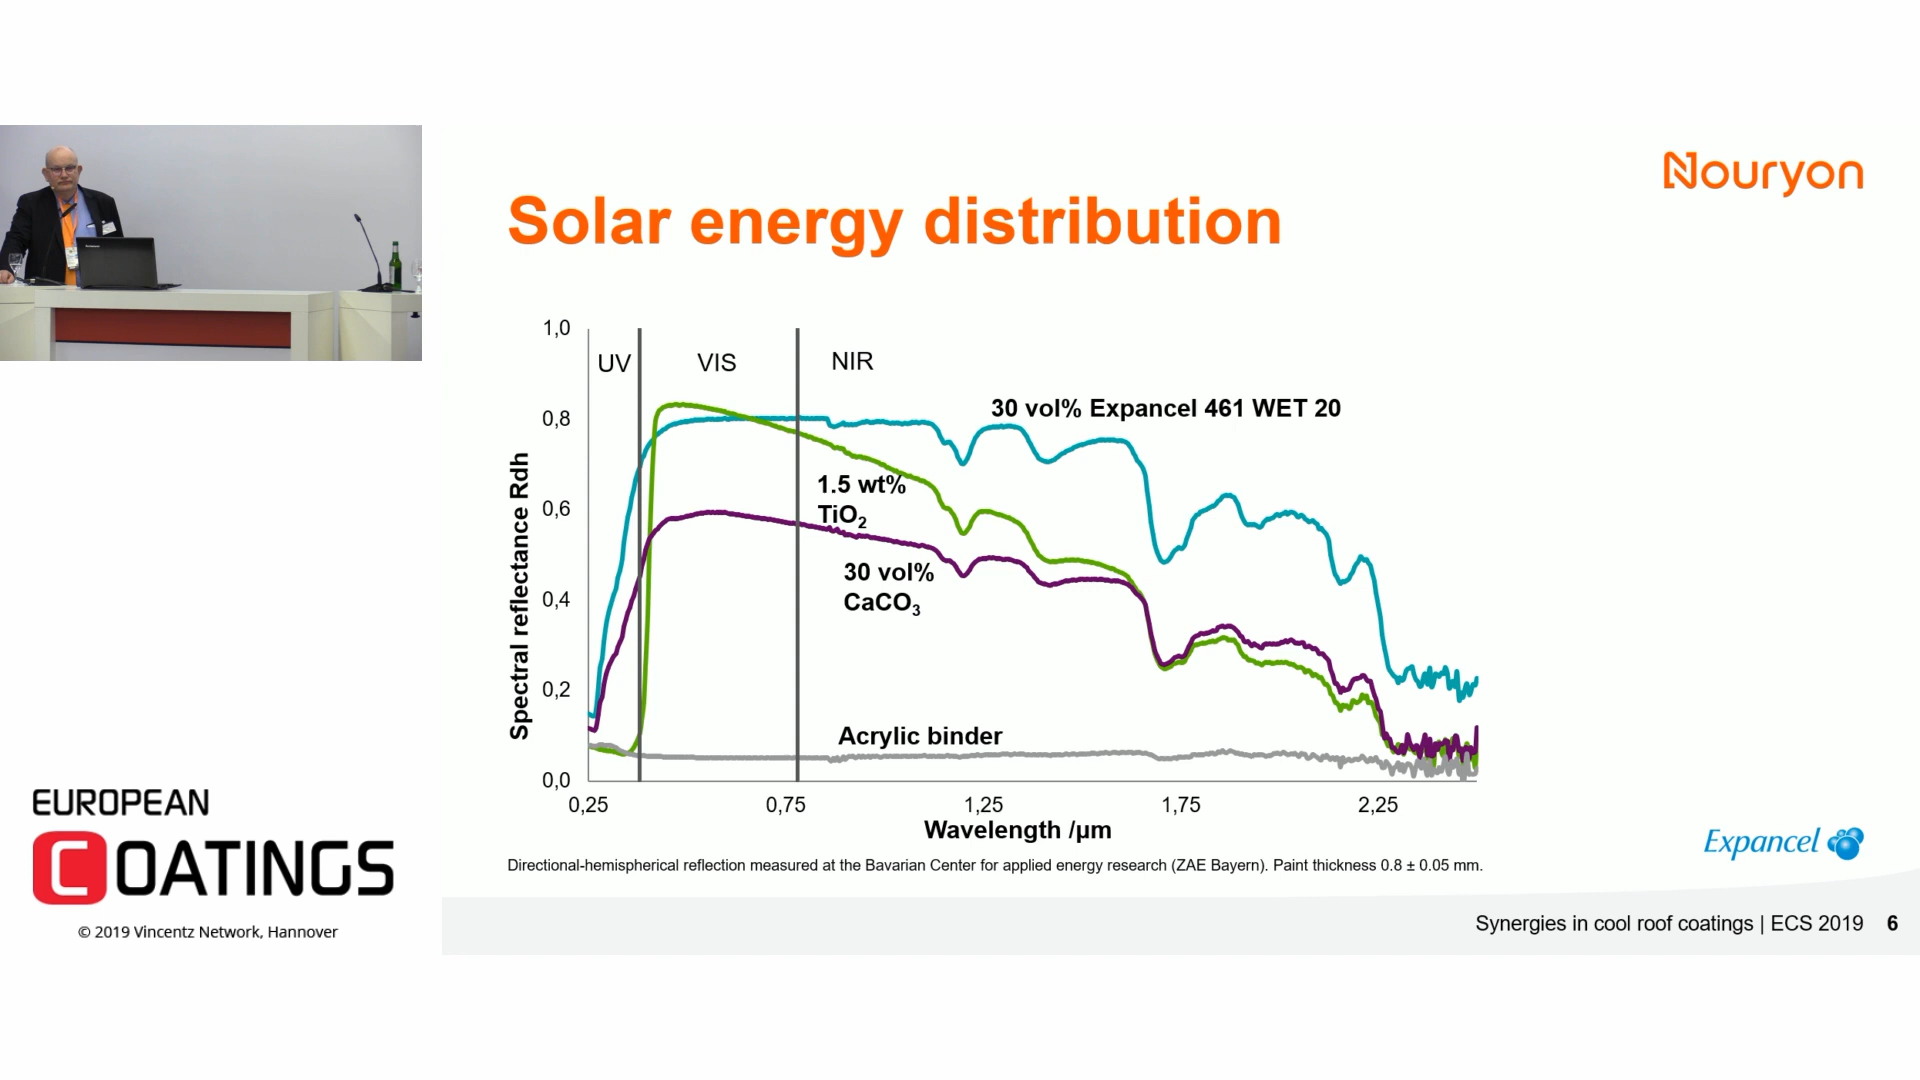 Nouryon
Solar energy distribution
1,0
0,8
0,6
0,4
0,2
0,0
Spectral reflectance Rdh
UV
VIS
NIR
30 vol% Expancel 461 WET 20
1.5 wt%
TiO₂
30 vol%
CaCO₃
Acrylic binder
0,25
0,75
1,25
1,75
2,25
Wavelength /µm
Directional-hemispherical reflection measured at the Bavarian Center for applied energy research (ZAE Bayern). Paint thickness 0.8 ± 0.05 mm.
Expancel
EUROPEAN
COATINGS
© 2019 Vincentz Network, Hannover
Synergies in cool roof coatings | ECS 2019 6